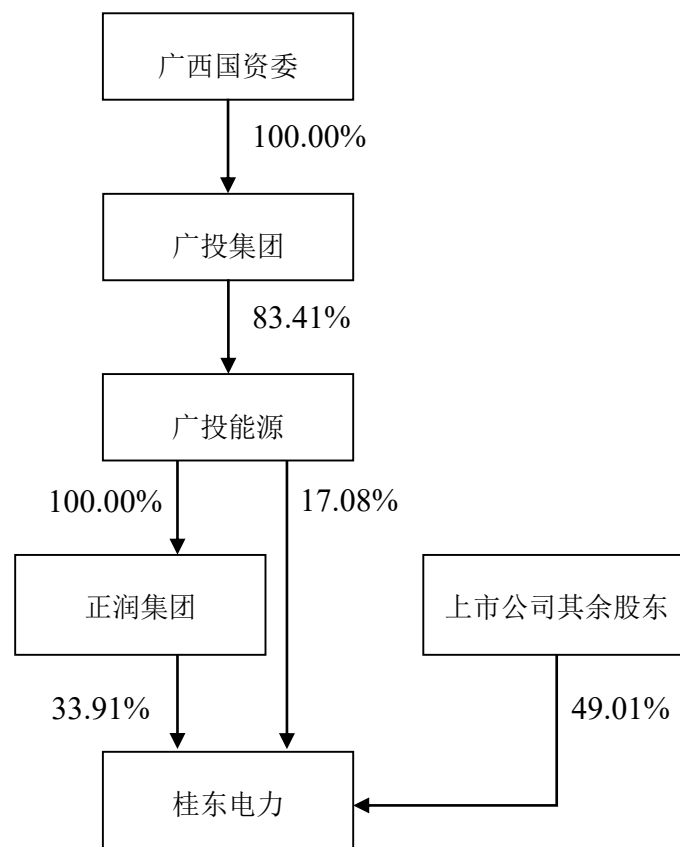 广西国资委
100.00%
广投集团
83.41%
广投能源
100.00%
17.08%
正润集团
上市公司其余股东
33.91%
49.01%
桂东电力